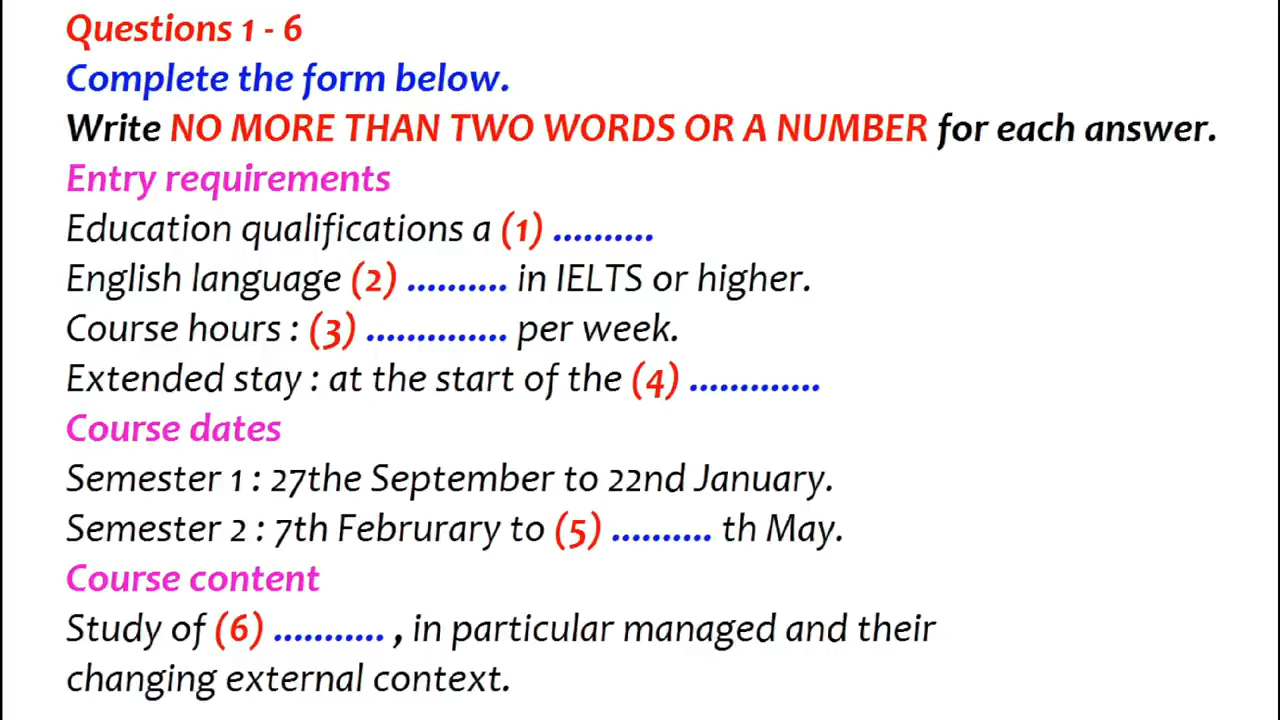 Questions 1 - 6
Complete the form below.
Write NO MORE THAN TWO WORDS OR A NUMBER for each answer.
Entry requirements
Education qualifications a (1) ..........
English language (2) .......... in IELTS or higher.
Course hours : (3) .............. per week.
Extended stay : at the start of the (4) .............
Course dates
Semester 1 : 27the September to 22nd January.
Semester 2 : 7th Februrary to (5) .......... th May.
Course content
Study of (6) ........... , in particular managed and their
changing external context.